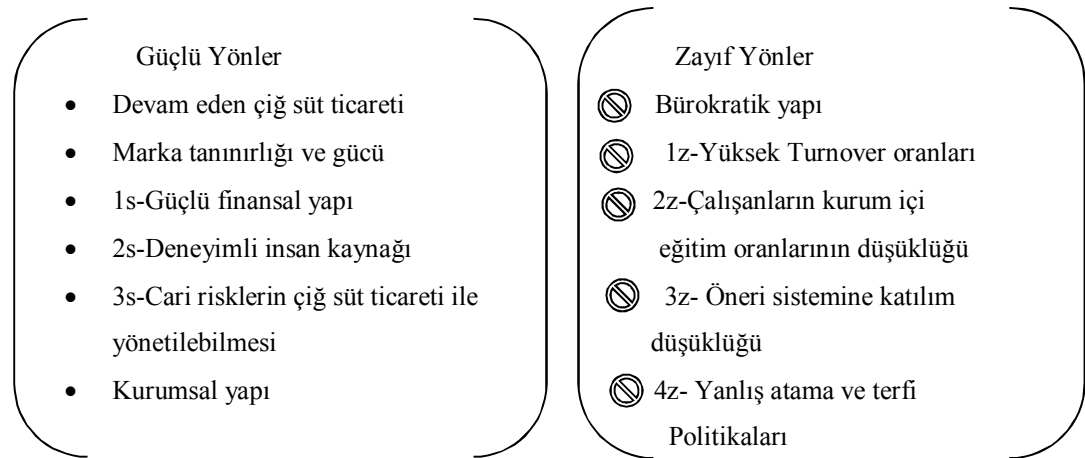 Güçlü Yönler
• Devam eden çiğ süt ticareti
• Marka tanınırlığı ve gücü
• 1s-Güçlü finansal yapı
• 2s-Deneyimli insan kaynağı
• 3s-Cari risklerin çiğ süt ticareti ile
yönetilebilmesi
• Kurumsal yapı
Zayıf Yönler
Bürokratik yapı
1z-Yüksek Turnover oranları
2z-Çalışanların kurum içi
eğitim oranlarının düşüklüğü
3z- Öneri sistemine katılım
düşüklüğü
4z- Yanlış atama ve terfi
Politikaları